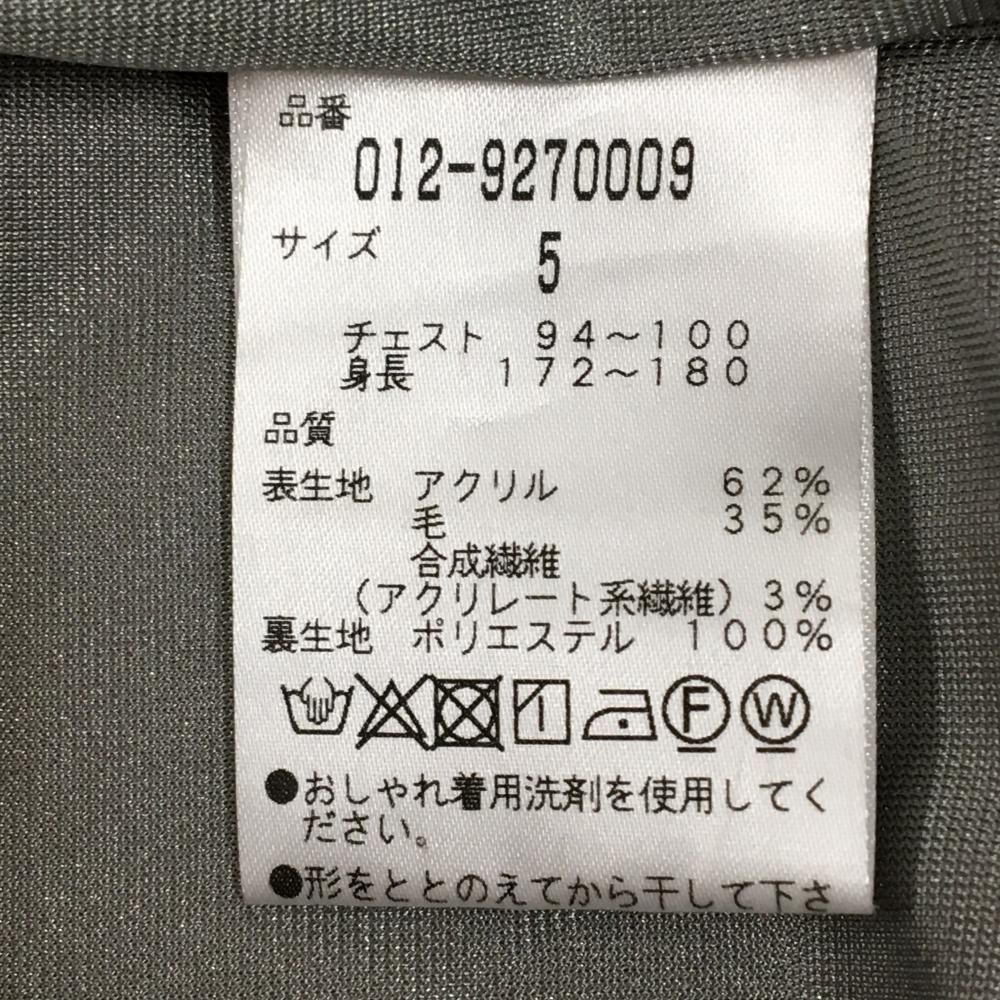 品番
012-9270009
サイズ 5
チェスト 94～100
身長 172～180
品質
表生地 アクリル 62%
毛 35%
合成繊維
（アクリレート系繊維） 3%
裏生地 ポリエステル 100%
1 F W
●おしゃれ着用洗剤を使用してく
ださい。
●形をととのえてから干して下さ